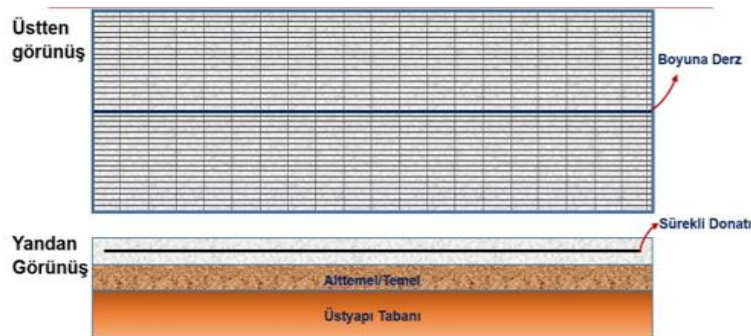 Üstten
görünüş
Boyuna Derz
Yandan
Görünüş
Sürekli Donatı
Alttemel/Temel
Üstyapı Tabanı